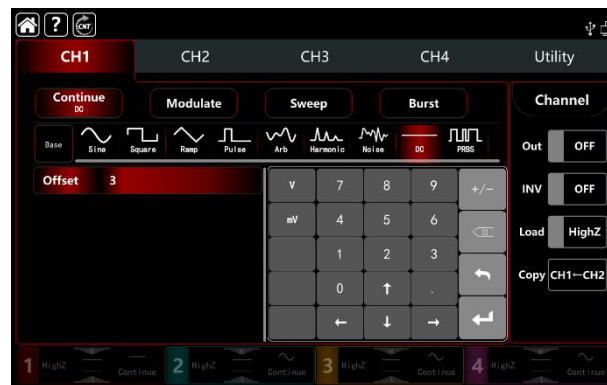 ? CNT
CH1 CH2 CH3 CH4 Utility
Continue
DC
Modulate Sweep Burst Channel
Base Sine Square Ramp Pulse Arb Harmonic Noise DC PRBS
Out OFF
Offset 3
V 7 8 9 +/-
INV OFF
mV 4 5 6
Load HighZ
1 2 3
Copy CH1←CH2
0 ↑ .
← ↓ →
1 HighZ Continue 2 HighZ Continue 3 HighZ Continue 4 HighZ Continue